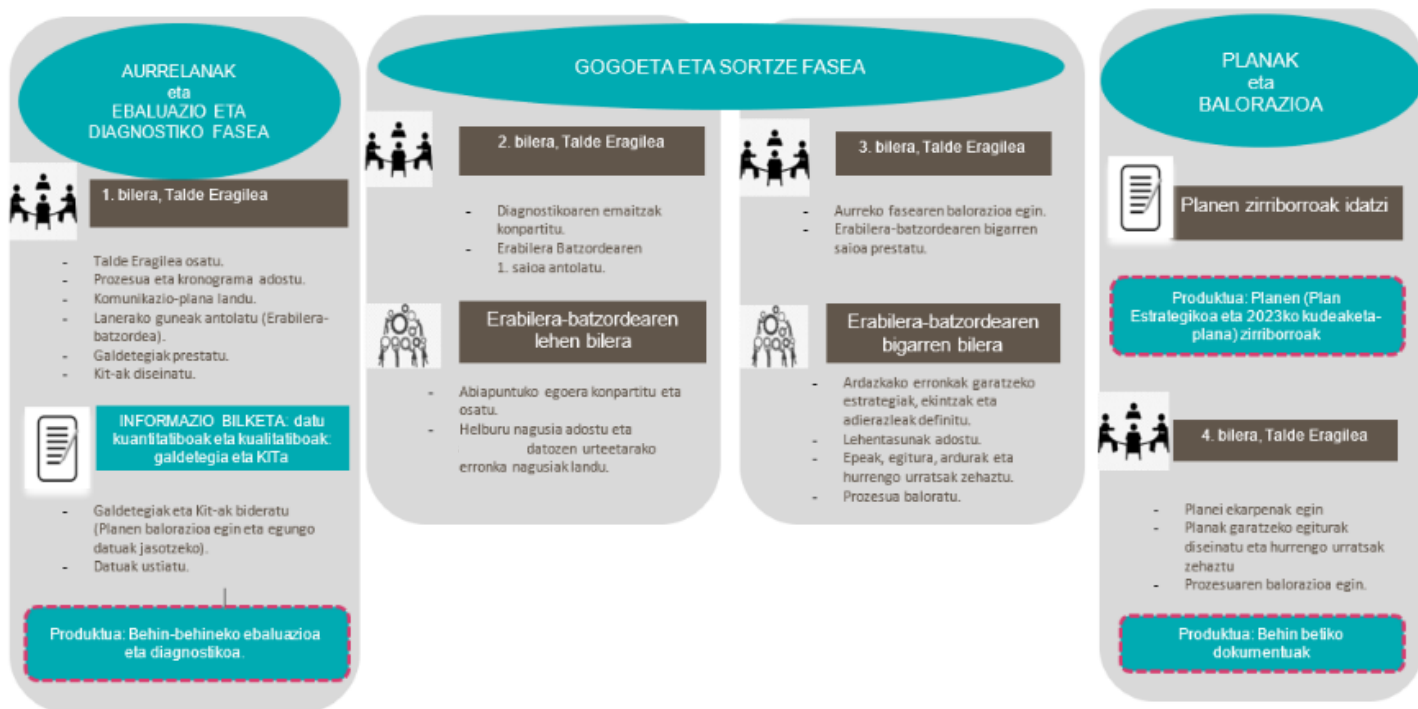 AURRELANAK
eta
EBALUAZIO ETA
DIAGNOSTIKO FASEA
1. bilera, Talde Eragilea
- Talde Eragilea osatu.
- Prozesua eta kronograma adostu.
- Komunikazio-plana landu.
- Lanerako guneak antolatu (Erabilera-
batzordea).
- Galdetegiak prestatu.
- Kit-ak diseinatu.
INFORMAZIO BILKETA: datu
kuantitatiboak eta kualitatiboak:
galdetegia eta KITa
- Galdetegiak eta Kit-ak bideratu
(Planen balorazioa egin eta egungo
datuak jasotzeko).
- Datuak ustiatu.
Produktua: Behin-behineko ebaluazioa
eta diagnostikoa.
GOGOETA ETA SORTZE FASEA
2. bilera, Talde Eragilea
- Diagnostikoaren emaitzak
konpartitu.
- Erabilera Batzordearen
1. saioa antolatu.
Erabilera-batzordearen
lehen bilera
- Abiapuntuko egoera konpartitu eta
osatu.
- Helburu nagusia adostu eta
datozen urteetarako
erronka nagusiak landu.
3. bilera, Talde Eragilea
- Aurreko fasearen balorazioa egin.
- Erabilera-batzordearen bigarren
saioa prestatu.
Erabilera-batzordearen
bigarren bilera
- Ardazkako erronkak garatzeko
estrategiak, ekintzak eta
adierazleak definitu.
- Lehentasunak adostu.
- Epeak, egitura, ardurak eta
hurrengo urratsak zehaztu.
- Prozesua baloratu.
PLANAK
eta
BALORAZIOA
Planen zirriborroak idatzi
Produktua: Planen (Plan
Estrategikoa eta 2023ko kudeaketa-
plana) zirriborroak
4. bilera, Talde Eragilea
- Planei ekarpenak egin
- Planak garatzeko egiturak
diseinatu eta hurrengo urratsak
zehaztu
- Prozesuaren balorazioa egin.
Produktua: Behin betiko
dokumentuak